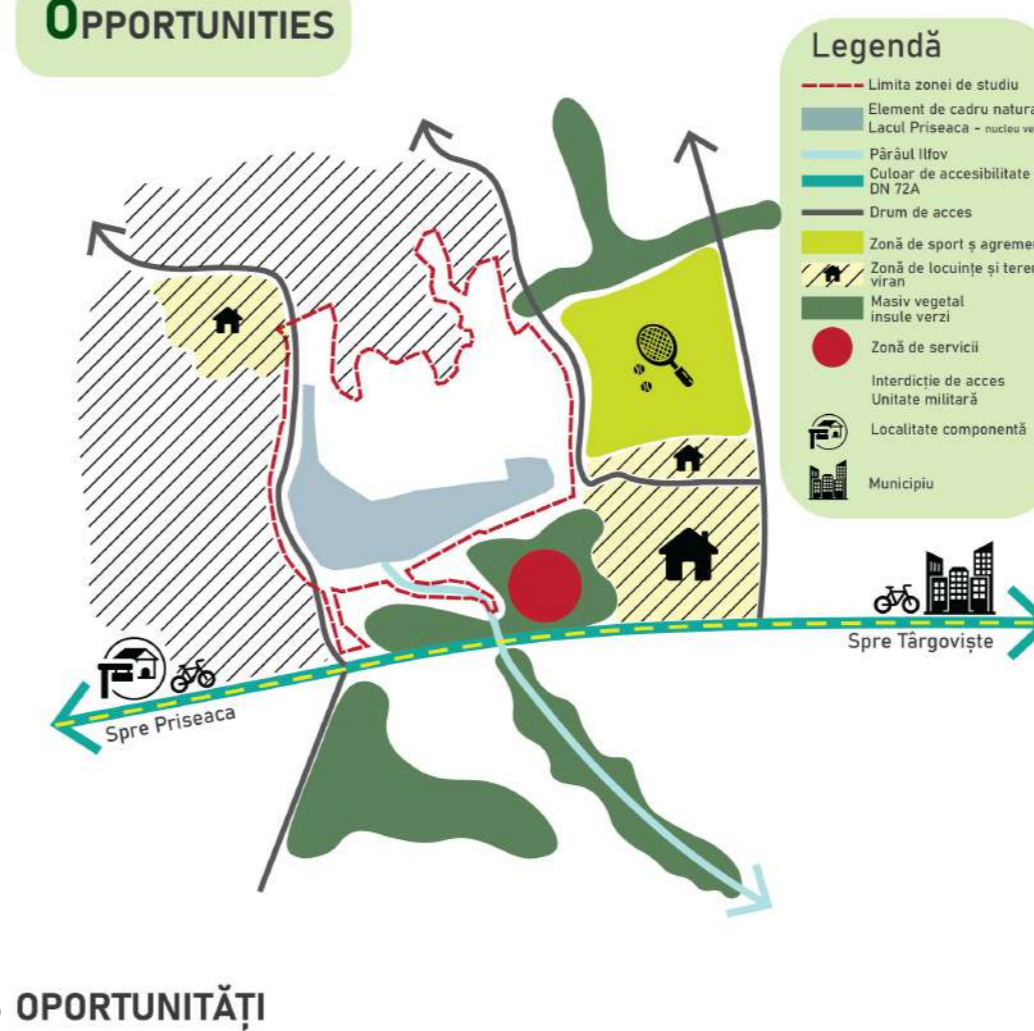 OPPORTUNITIES
Legendă
Limita zonei de studiu
Element de cadru natura
Lacul Priseaca - nucleu ve
Pârâul Ilfov
Culoar de accesibilitate
DN 72A
Drum de acces
Zonă de sport ș agremen
Zonă de locuințe și teren
viran
Masiv vegetal
insule verzi
Zonă de servicii
Interdicție de acces
Unitate militară
Localitate componentă
Municipiu
Spre Târgoviște
Spre Priseaca
OPORTUNITĂȚI